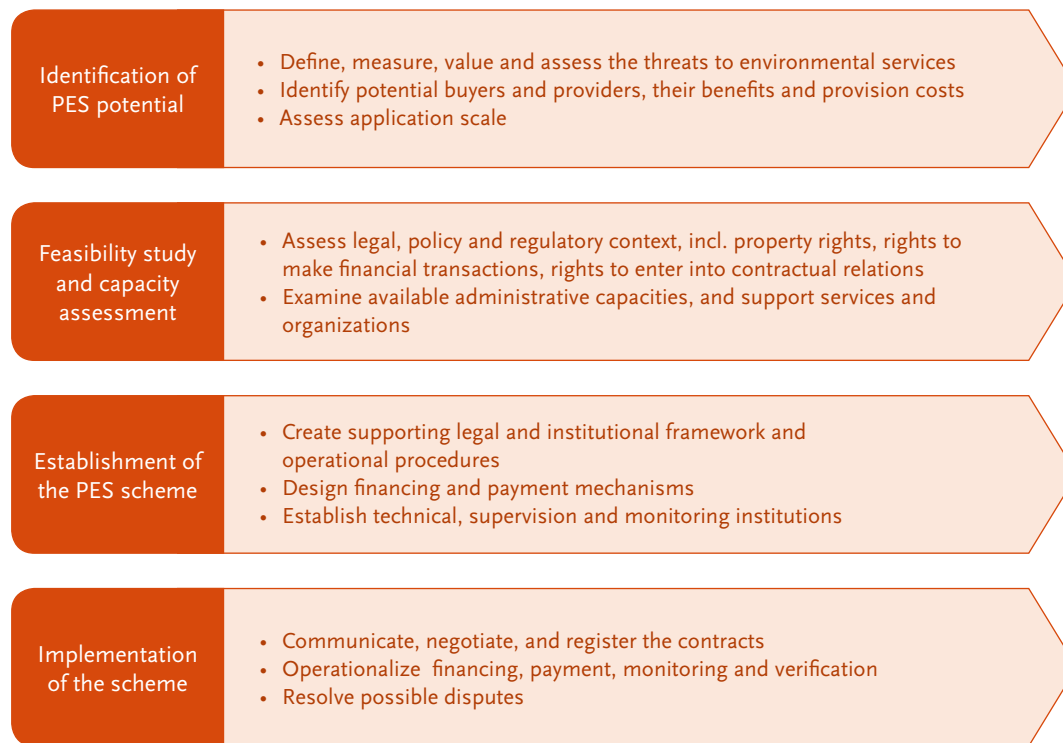 Identification of
PES potential
• Define, measure, value and assess the threats to environmental services
• Identify potential buyers and providers, their benefits and provision costs
• Assess application scale
Feasibility study
and capacity
assessment
• Assess legal, policy and regulatory context, incl. property rights, rights to
make financial transactions, rights to enter into contractual relations
• Examine available administrative capacities, and support services and
organizations
Establishment of
the PES scheme
• Create supporting legal and institutional framework and
operational procedures
• Design financing and payment mechanisms
• Establish technical, supervision and monitoring institutions
Implementation
of the scheme
• Communicate, negotiate, and register the contracts
• Operationalize  financing, payment, monitoring and verification
• Resolve possible disputes